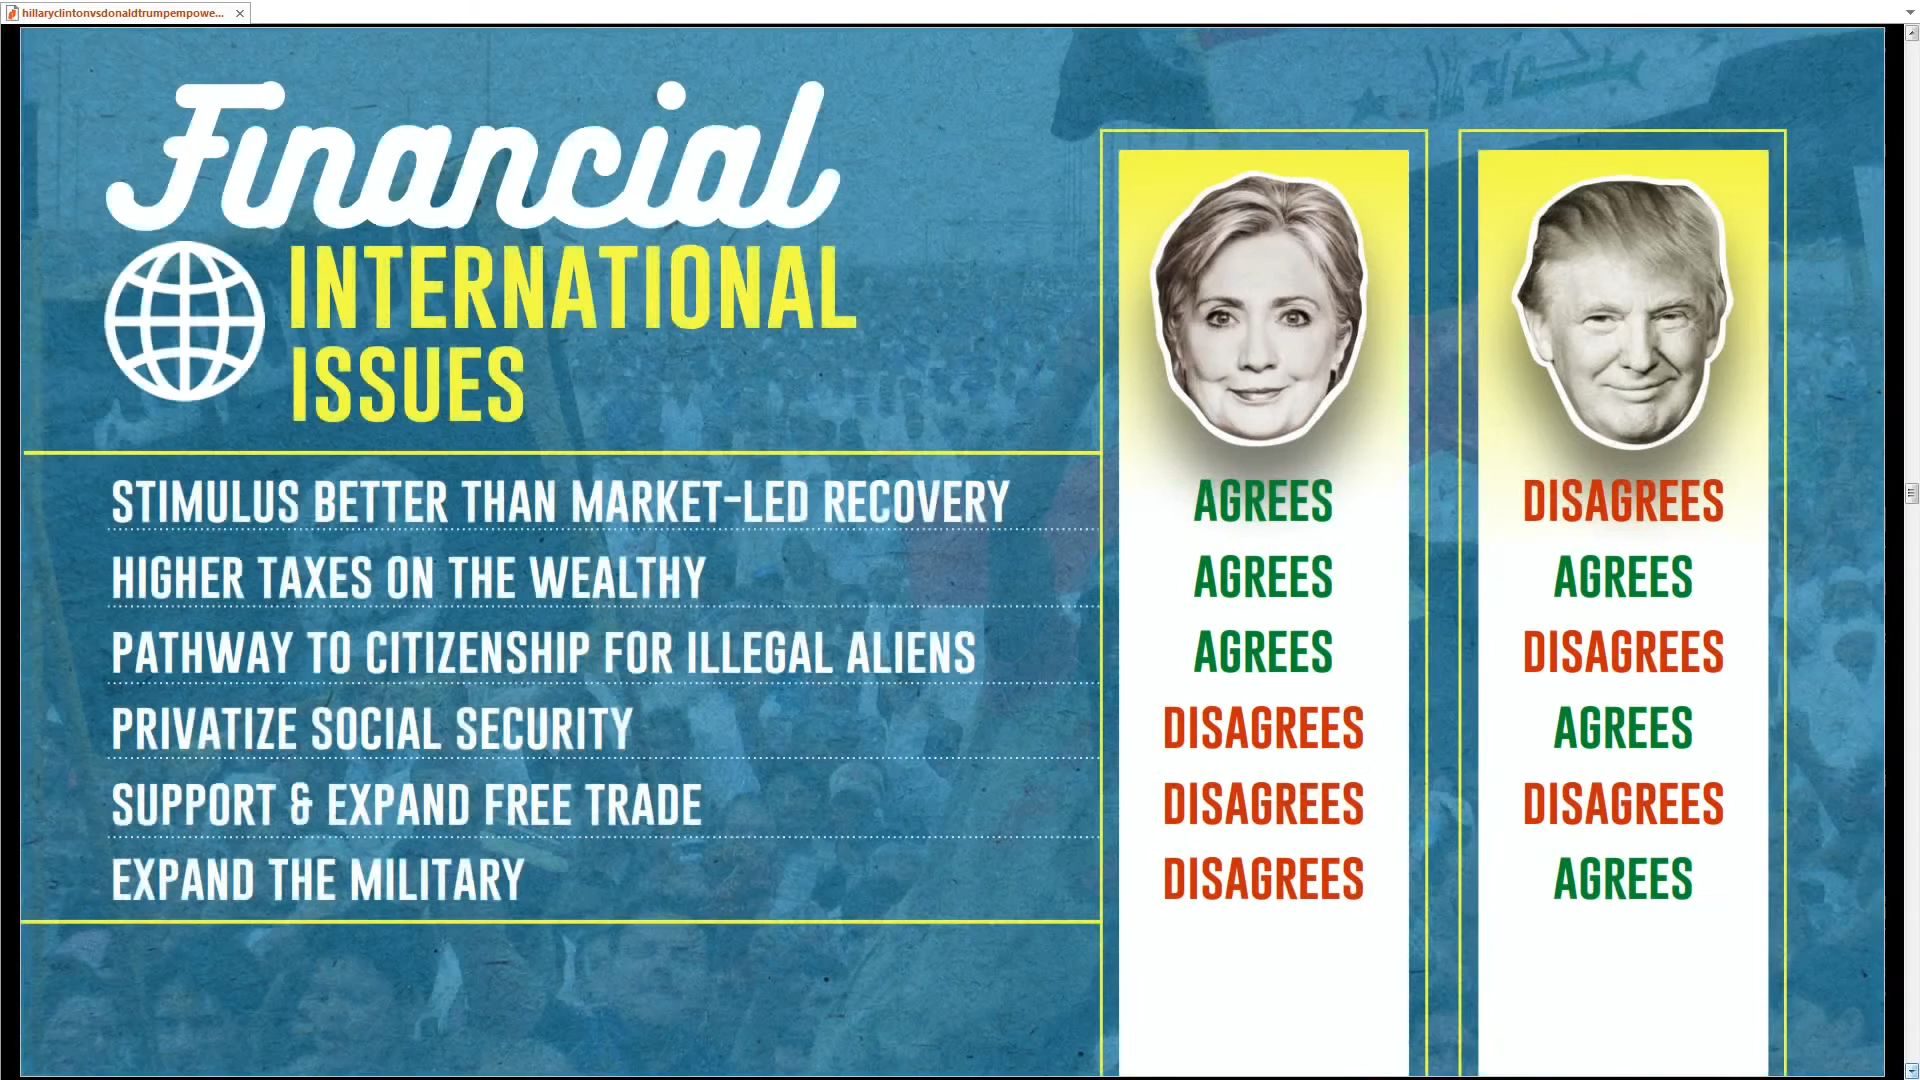 hillaryclintonvsdonaldtrumpempowe...
Financial
INTERNATIONAL
ISSUES
STIMULUS BETTER THAN MARKET-LED RECOVERY AGREES DISAGREES
HIGHER TAXES ON THE WEALTHY AGREES AGREES
PATHWAY TO CITIZENSHIP FOR ILLEGAL ALIENS AGREES DISAGREES
PRIVATIZE SOCIAL SECURITY DISAGREES AGREES
SUPPORT & EXPAND FREE TRADE DISAGREES DISAGREES
EXPAND THE MILITARY DISAGREES AGREES